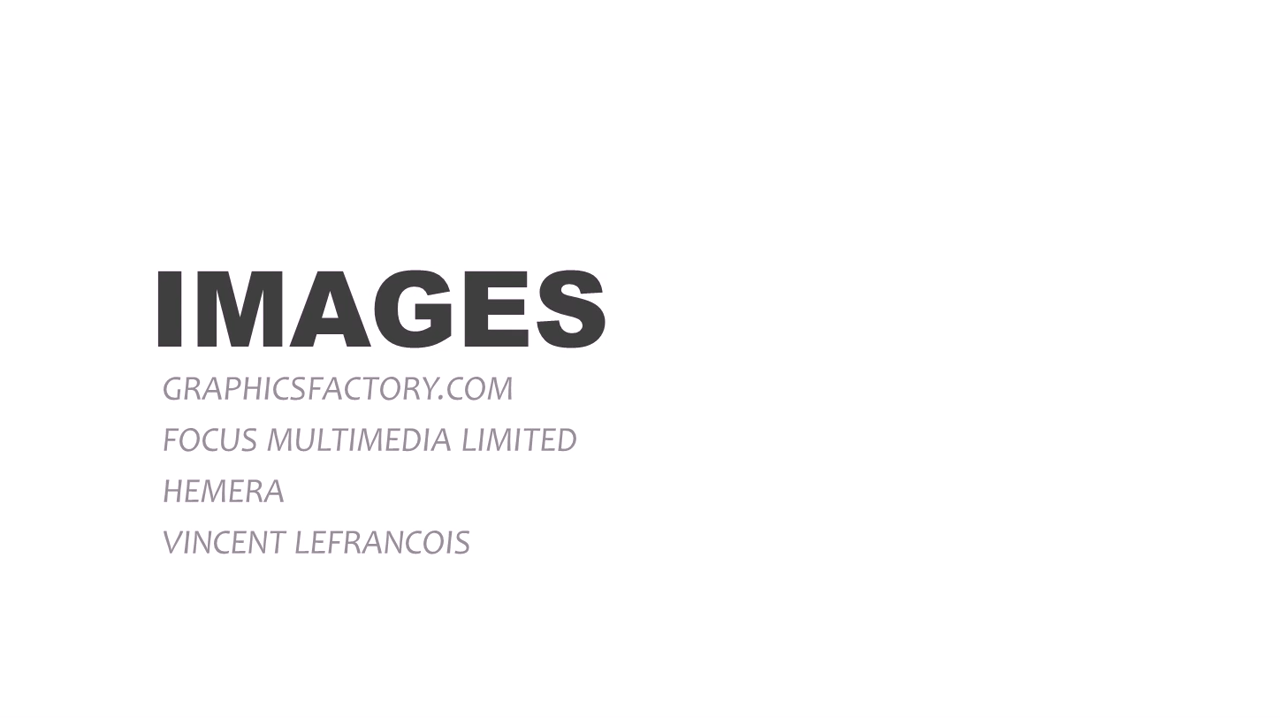 IMAGES
GRAPHICSFACTORY.COM
FOCUS MULTIMEDIA LIMITED
HEMERA
VINCENT LEFRANCOIS